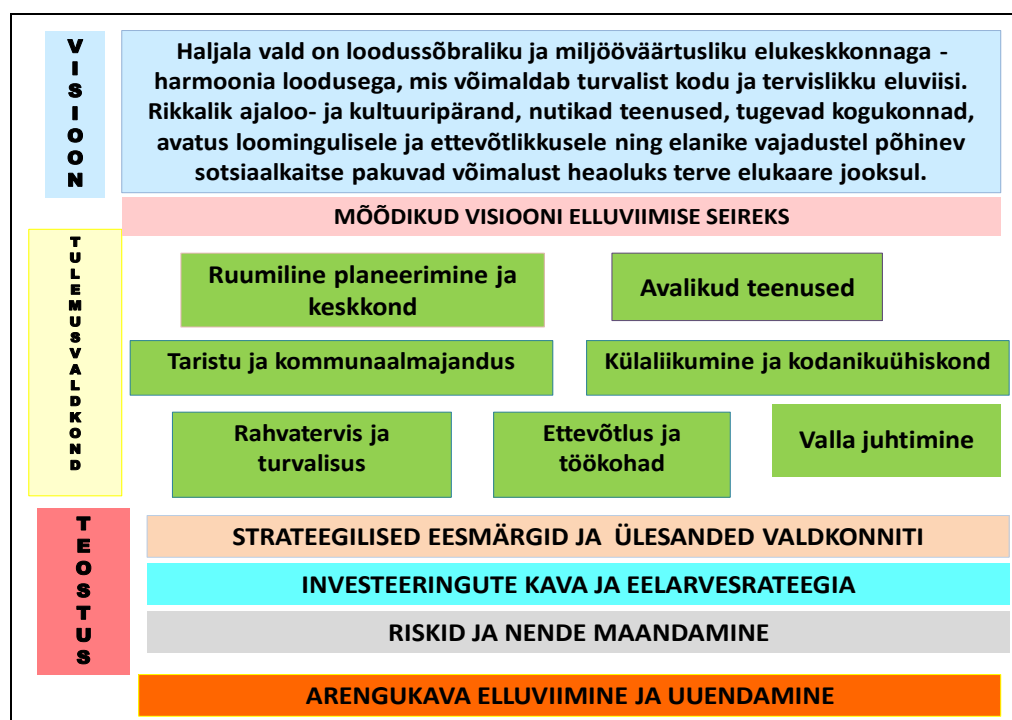 VISIOON
Haljala vald on loodussõbraliku ja miljööväärtusliku elukeskkonnaga -
harmoonia loodusega, mis võimaldab turvalist kodu ja tervislikku eluviisi.
Rikkalik ajaloo- ja kultuuripärand, nutikad teenused, tugevad kogukonnad,
avatus loomingulisele ja ettevõtlikkusele ning elanike vajadustel põhinev
sotsiaalkaitse pakuvad võimalust heaoluks terve elukaare jooksul.
MÕÕDIKUD VISIOONI ELLUVIIMISE SEIREKS
TULEMUSVALDKOND
Ruumiline planeerimine ja
keskkond
Avalikud teenused
Taristu ja kommunaalmajandus
Külaliikumine ja kodanikuühiskond
Rahvatervis ja
turvalisus
Ettevõtlus ja
töökohad
Valla juhtimine
TEOSTUS
STRATEEGILISED EESMÄRGID JA ÜLESANDED VALDKONNITI
INVESTEERINGUTE KAVA JA EELARVESRATEEGIA
RISKID JA NENDE MAANDAMINE
ARENGUKAVA ELLUVIIMINE JA UUENDAMINE